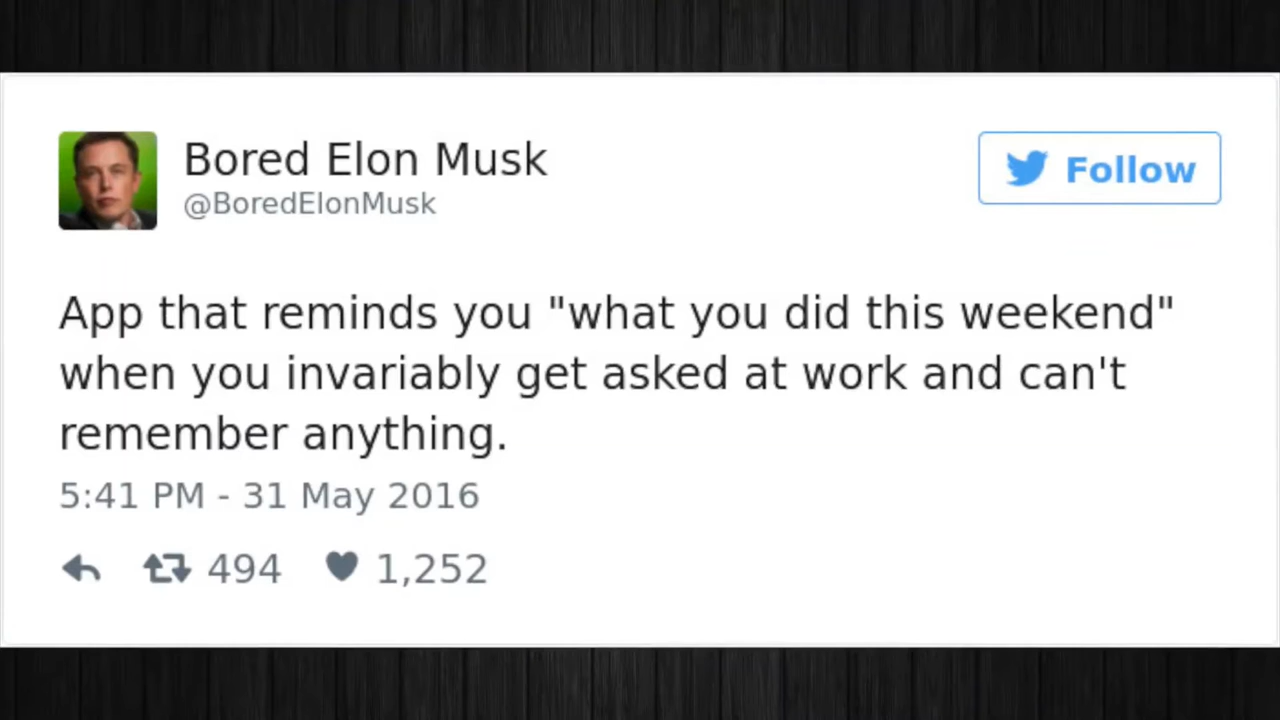 Bored Elon Musk
@BoredElonMusk
Follow
App that reminds you "what you did this weekend"
when you invariably get asked at work and can't
remember anything.
5:41 PM - 31 May 2016
494 1,252